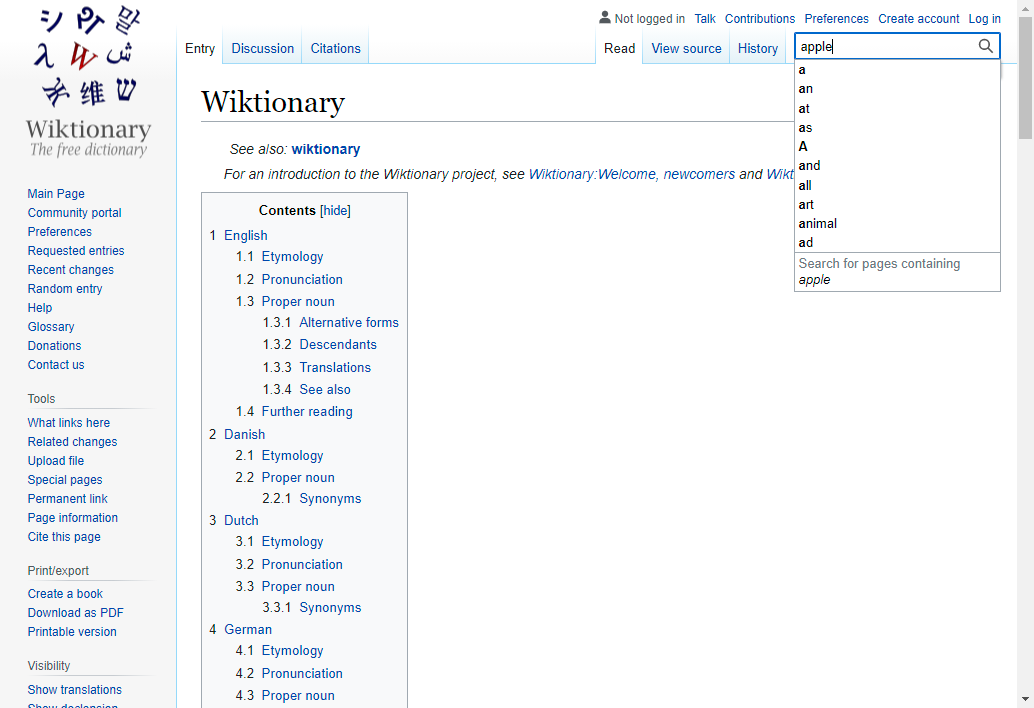 Wiktionary
The free dictionary
Main Page
Community portal
Preferences
Requested entries
Recent changes
Random entry
Help
Glossary
Donations
Contact us
Tools
What links here
Related changes
Upload file
Special pages
Permanent link
Page information
Cite this page
Print/export
Create a book
Download as PDF
Printable version
Visibility
Show translations
Show declension
Not logged in Talk Contributions Preferences Create account Log in
Entry Discussion Citations Read View source History
apple
a
an
at
as
A
and
all
art
animal
ad
Search for pages containing
apple
Wiktionary
See also: wiktionary
For an introduction to the Wiktionary project, see Wiktionary:Welcome, newcomers and Wikt
Contents [hide]
1 English
1.1 Etymology
1.2 Pronunciation
1.3 Proper noun
1.3.1 Alternative forms
1.3.2 Descendants
1.3.3 Translations
1.3.4 See also
1.4 Further reading
2 Danish
2.1 Etymology
2.2 Proper noun
2.2.1 Synonyms
3 Dutch
3.1 Etymology
3.2 Pronunciation
3.3 Proper noun
3.3.1 Synonyms
4 German
4.1 Etymology
4.2 Pronunciation
4.3 Proper noun